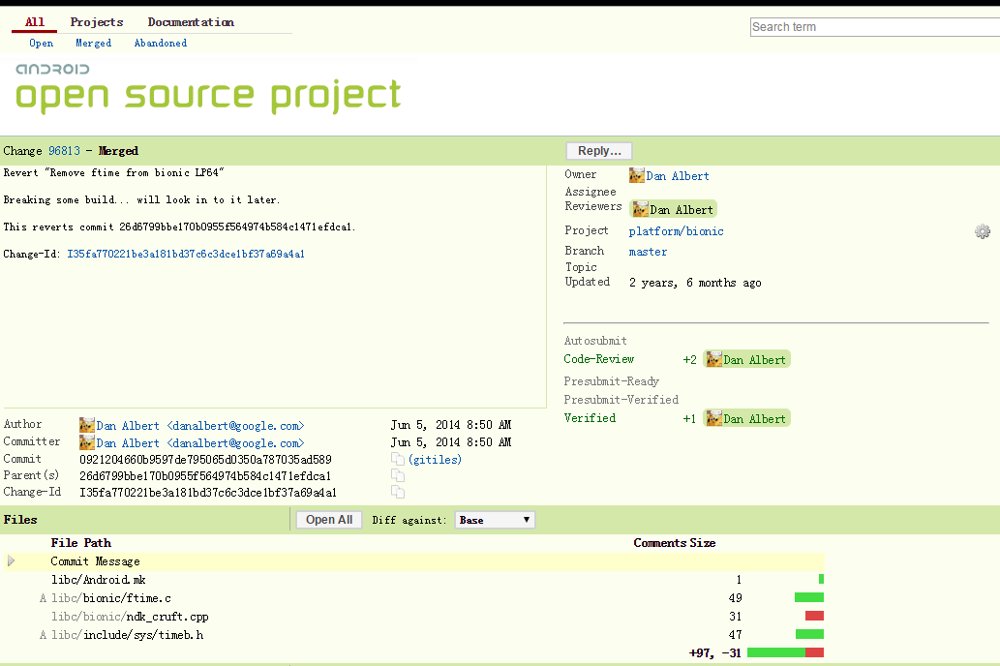 All Projects Documentation
Open Merged Abandoned
Search term
ANDROID
open source project
Change 96813 - Merged
Reply...
Revert "Remove ftime from bionic LP64"
Breaking some build... will look in to it later.
This reverts commit 26d6799bbe170b0955f564974b584c1471efdca1.
Change-Id: I35fa770221be3a181bd37c6c3dce1bf37a69a4a1
Owner Dan Albert
Assignee
Reviewers Dan Albert
Project platform/bionic
Branch master
Topic
Updated 2 years, 6 months ago
Autosubmit
Code-Review +2 Dan Albert
Presubmit-Ready
Presubmit-Verified
Verified +1 Dan Albert
Author Dan Albert <danalbert@google.com> Jun 5, 2014 8:50 AM
Committer Dan Albert <danalbert@google.com> Jun 5, 2014 8:50 AM
Commit 0921204660b9597de795065d0350a787035ad589 (gitiles)
Parent(s) 26d6799bbe170b0955f564974b584c1471efdca1
Change-Id I35fa770221be3a181bd37c6c3dce1bf37a69a4a1
Files Open All Diff against: Base
File Path Comments Size
Commit Message
libc/Android.mk 1
A libc/bionic/ftime.c 49
libc/bionic/ndk_cruft.cpp 31
A libc/include/sys/timeb.h 47
+97, -31